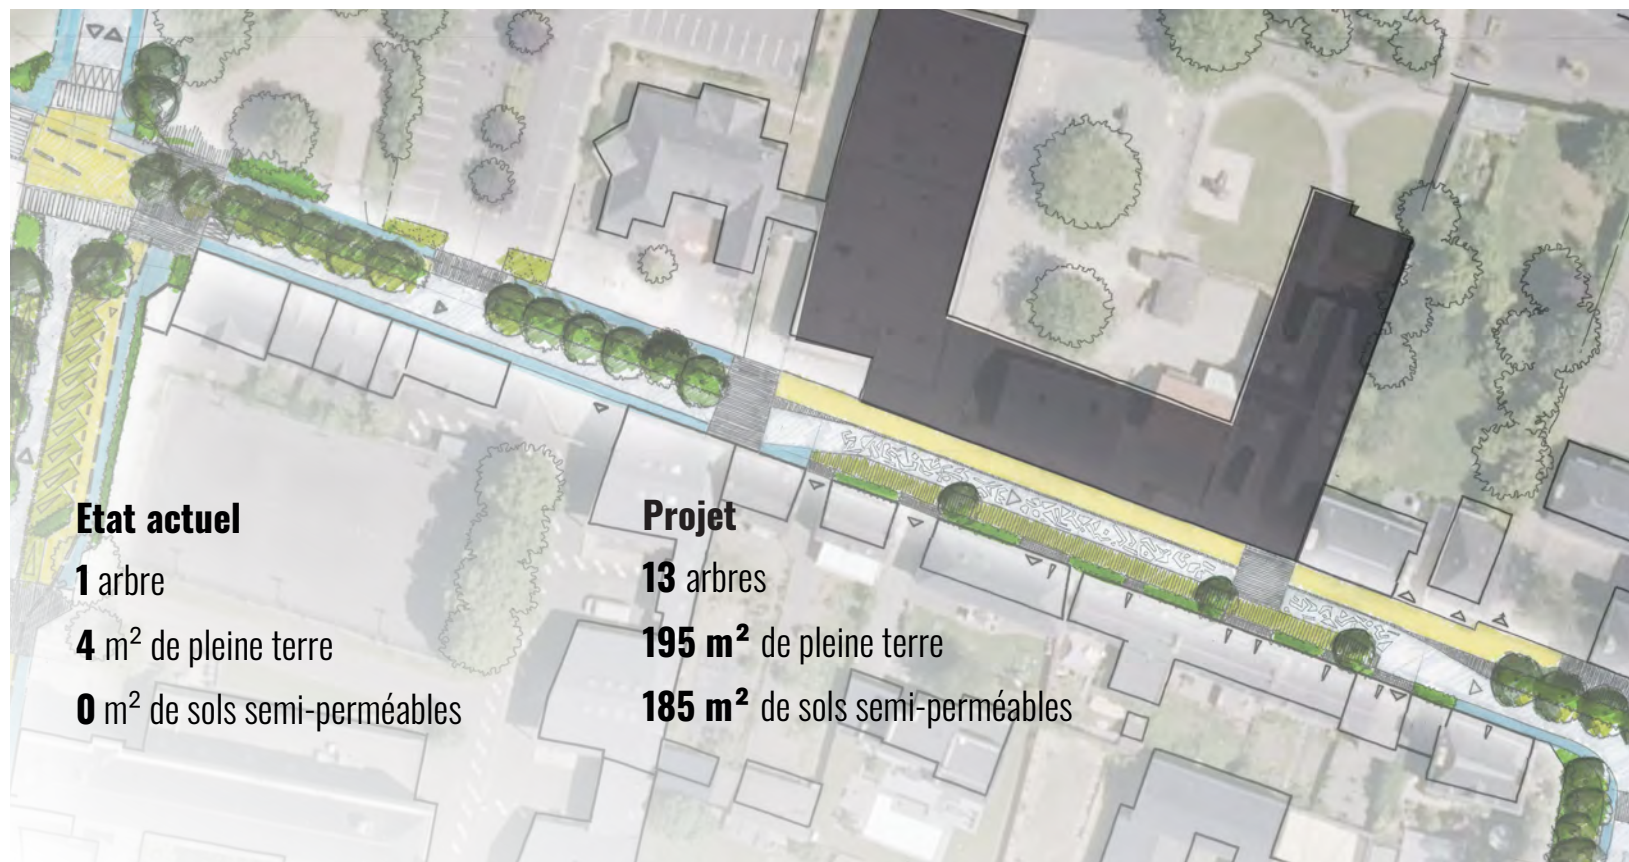 Etat actuel
1 arbre
4 m² de pleine terre
0 m² de sols semi-perméables
Projet
13 arbres
195 m² de pleine terre
185 m² de sols semi-perméables